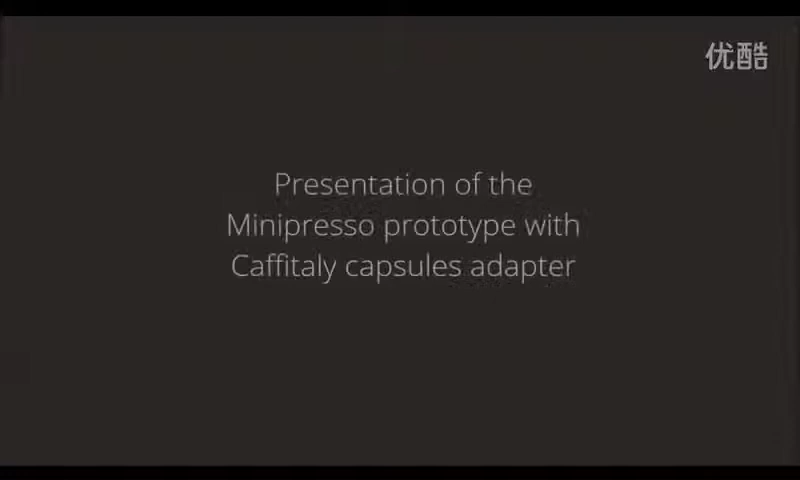 优酷
Presentation of the
Minipresso prototype with
Caffitaly capsules adapter